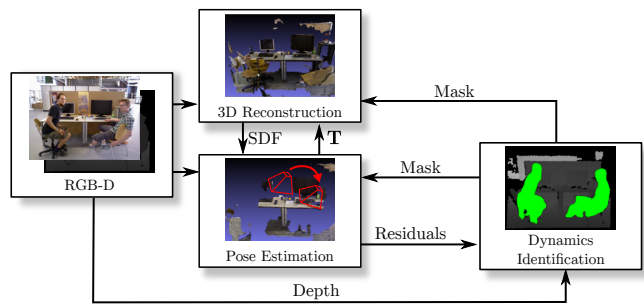 3D Reconstruction
Mask
SDF
T
RGB-D
Mask
Pose Estimation
Residuals
Dynamics
Identification
Depth